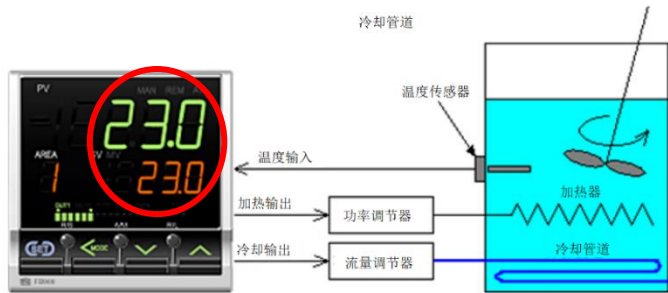 冷却管道
PV
MAN REM
23.0
温度传感器
AREA
SV MV
1
23.0
温度输入
OUT1
加热输出
功率调节器
加热器
R/S
A/M
R/L
SET
<MODE
冷却输出
流量调节器
冷却管道